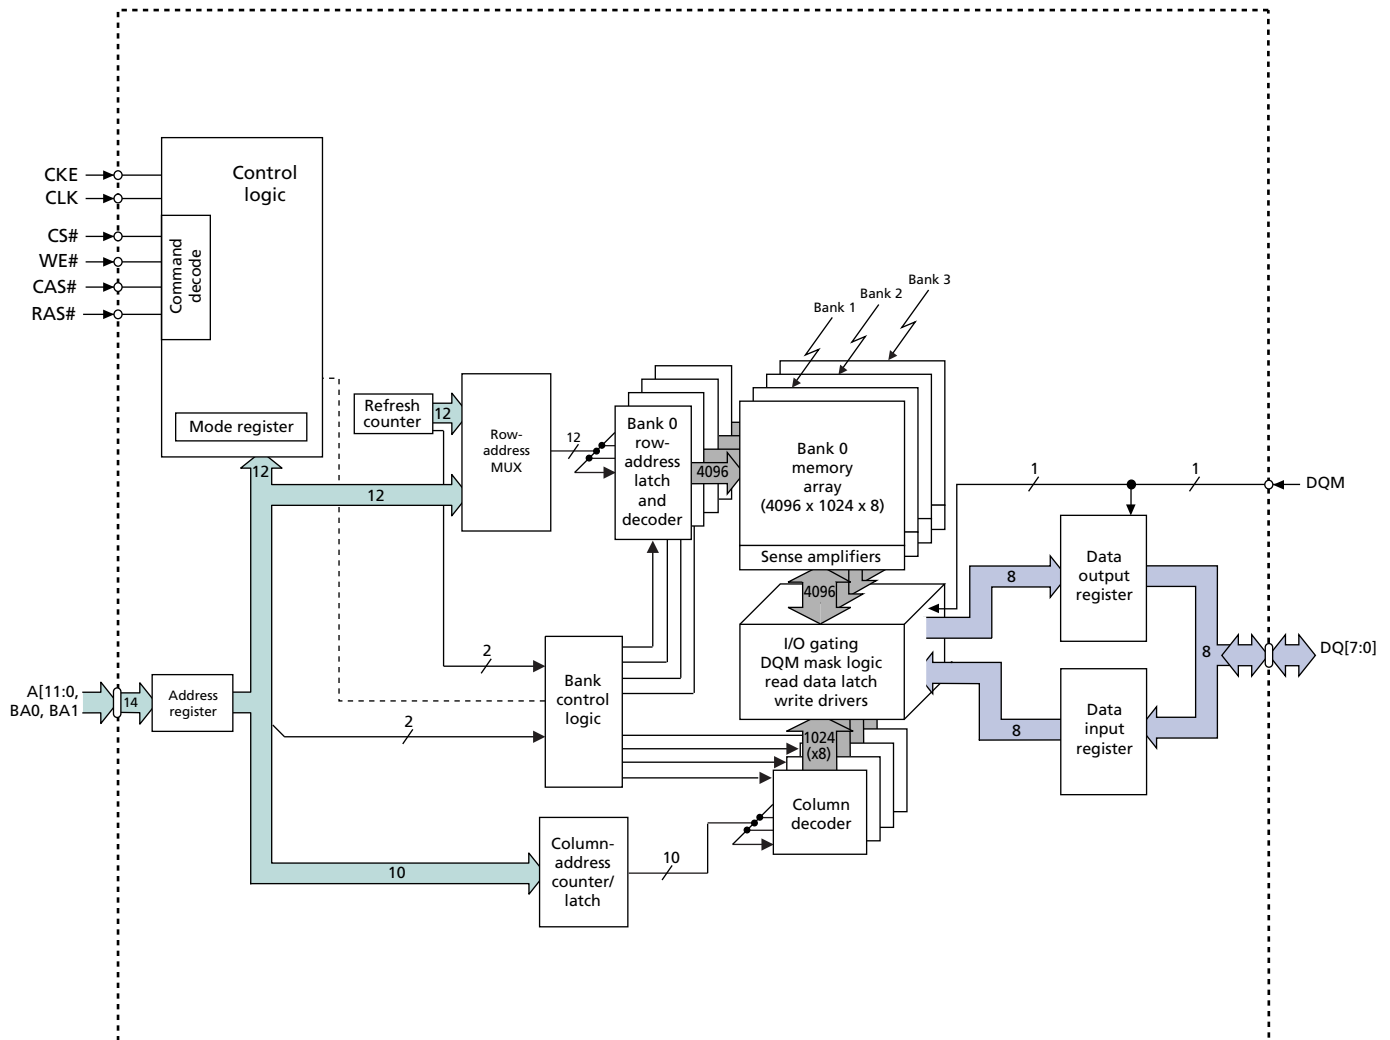 CKE
CLK
CS#
WE#
CAS#
RAS#
Control
logic
Command
decode
Mode register
12
Refresh
counter
12
12
Row-
address
MUX
12
Bank 0
row-
address
latch
and
decoder
4096
Bank 1
Bank 2
Bank 3
Bank 0
memory
array
(4096 x 1024 x 8)
Sense amplifiers
4096
I/O gating
DQM mask logic
read data latch
write drivers
1024
(x8)
Column
decoder
1
1
DQM
Data
output
register
8
8
DQ[7:0]
Data
input
register
8
A[11:0,
BA0, BA1
14
Address
register
2
2
Bank
control
logic
10
Column-
address
counter/
latch
10